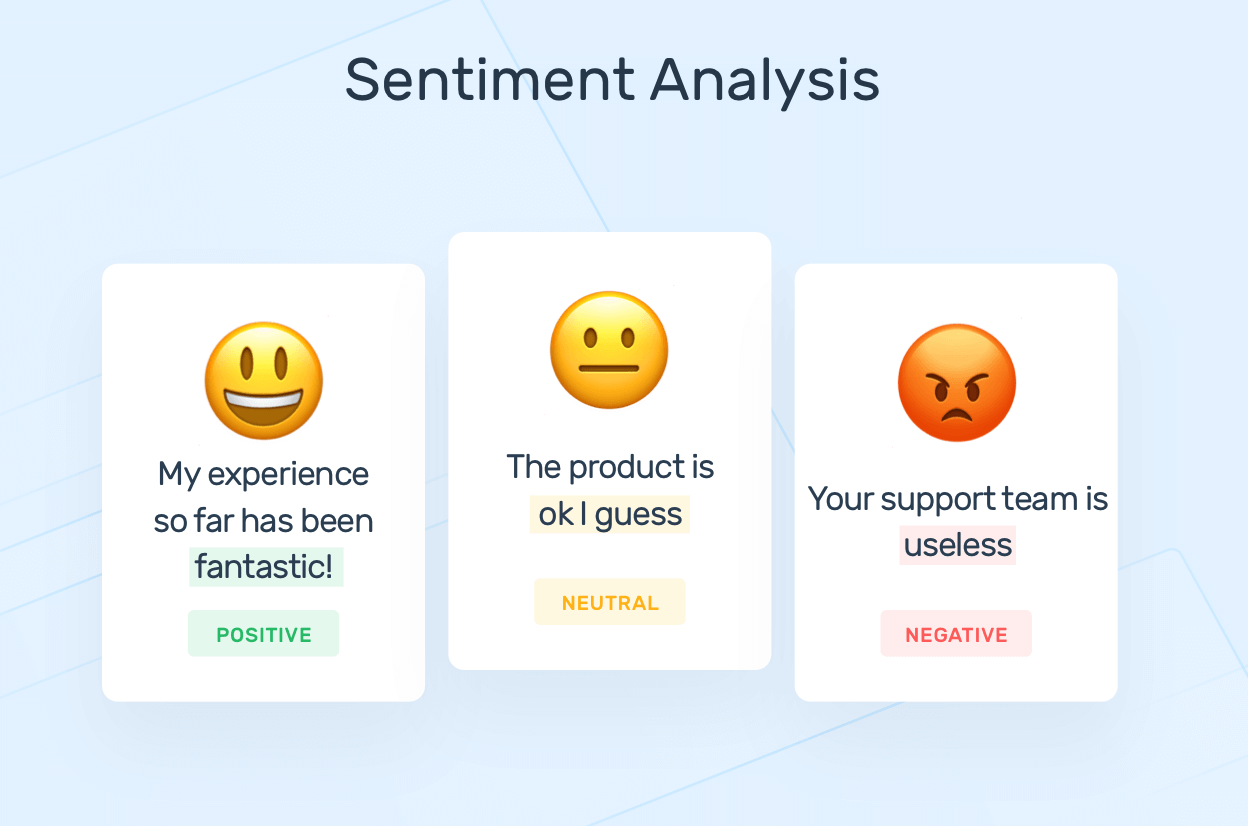 Sentiment Analysis
My experience
so far has been
fantastic!
POSITIVE
The product is
ok I guess
NEUTRAL
Your support team is
useless
NEGATIVE